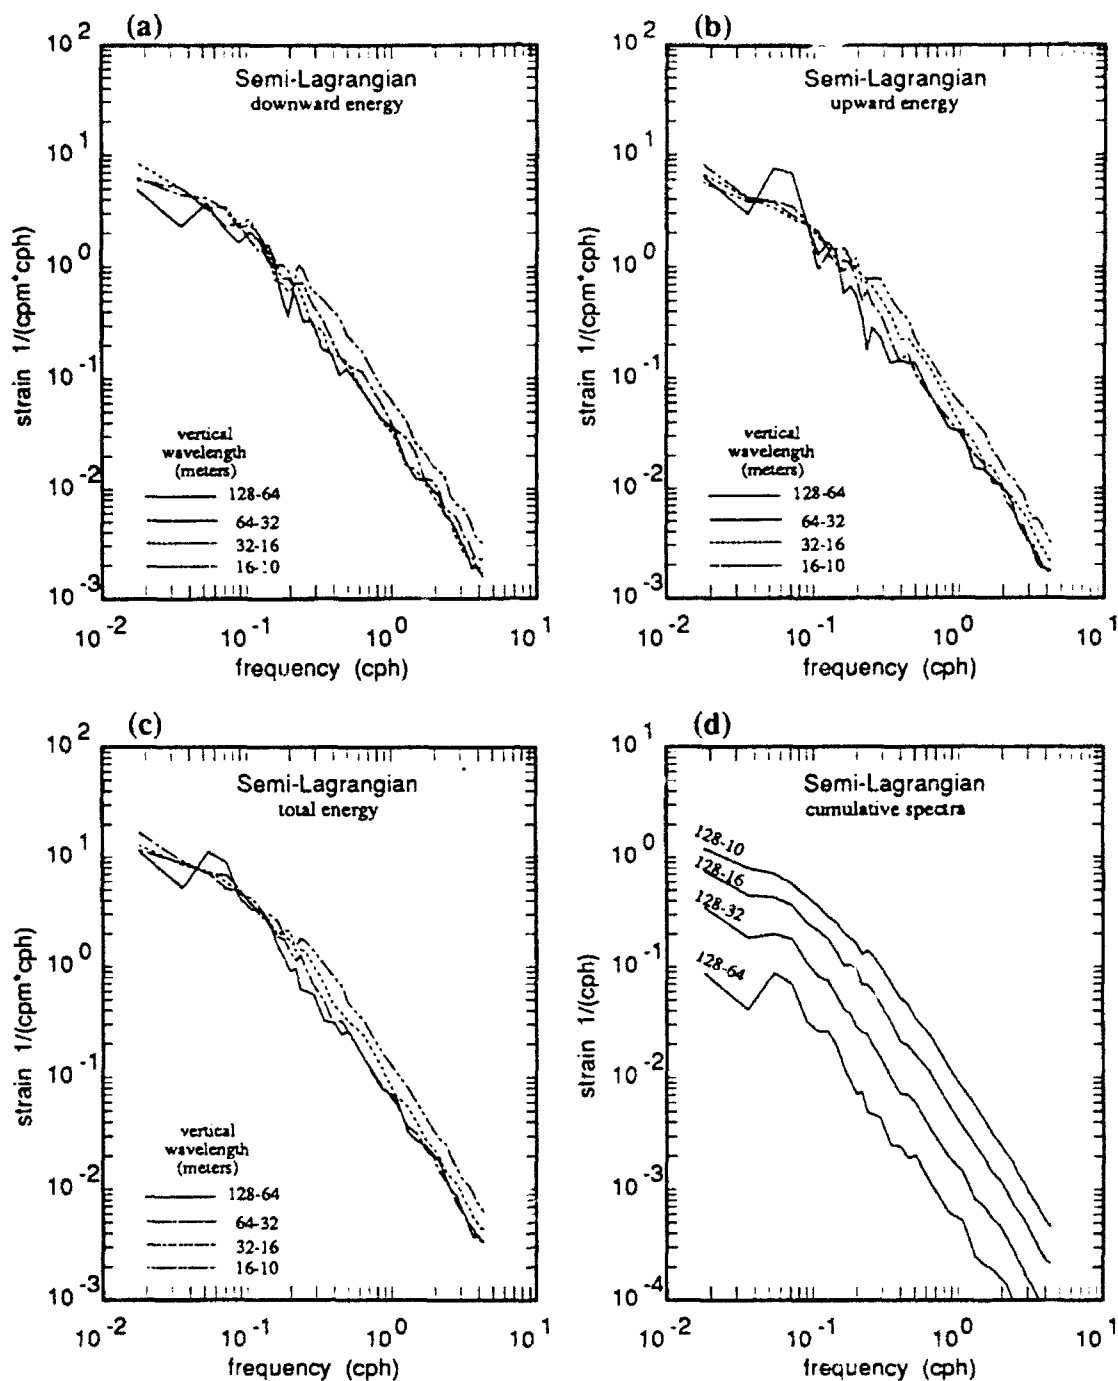 (a)
10^2
10^1
10^0
10^-1
10^-2
10^-3
strain 1/(cpm*cph)
Semi-Lagrangian
downward energy
vertical
wavelength
(meters)
128-64
64-32
32-16
16-10
10^-2
10^-1
10^0
10^1
frequency (cph)
(b)
10^2
10^1
10^0
10^-1
10^-2
10^-3
strain 1/(cpm*cph)
Semi-Lagrangian
upward energy
vertical
wavelength
(meters)
128-64
64-32
32-16
16-10
10^-2
10^-1
10^0
10^1
frequency (cph)
(c)
10^2
10^1
10^0
10^-1
10^-2
10^-3
strain 1/(cpm*cph)
Semi-Lagrangian
total energy
vertical
wavelength
(meters)
128-64
64-32
32-16
16-10
10^-2
10^-1
10^0
10^1
frequency (cph)
(d)
10^1
10^0
10^-1
10^-2
10^-3
10^-4
strain 1/(cph)
Semi-Lagrangian
cumulative spectra
128-10
128-16
128-32
128-64
10^-2
10^-1
10^0
10^1
frequency (cph)